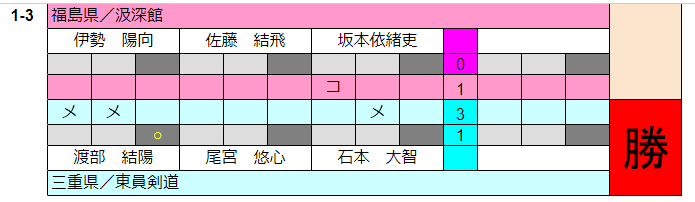 1-3 福島県／汲深館
伊勢　陽向 佐藤　結飛 坂本依緒吏
0
コ 1
メ メ メ 3
○ 1
勝
渡部　結陽 尾宮　悠心 石本　大智
三重県／東員剣道